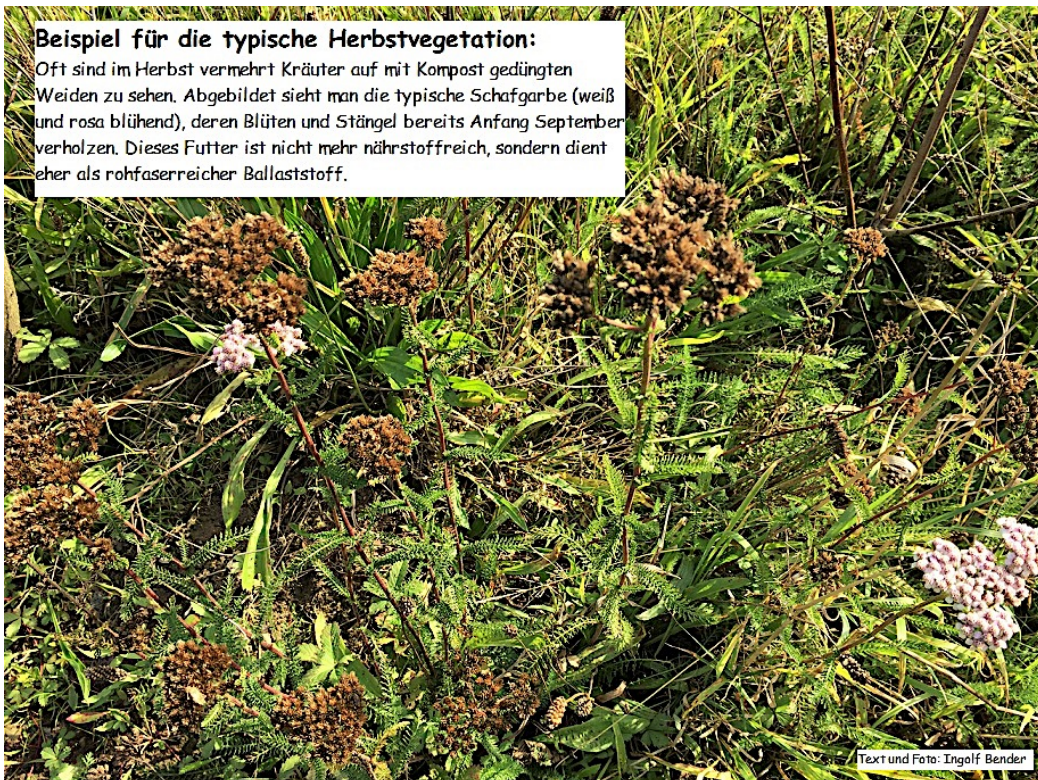 Beispiel für die typische Herbstvegetation:
Oft sind im Herbst vermehrt Kräuter auf mit Kompost gedüngten
Weiden zu sehen. Abgebildet sieht man die typische Schafgarbe (weiß
und rosa blühend), deren Blüten und Stängel bereits Anfang September
verholzen. Dieses Futter ist nicht mehr nährstoffreich, sondern dient
eher als rohfaserreicher Ballaststoff.
Text und Foto: Ingolf Bender